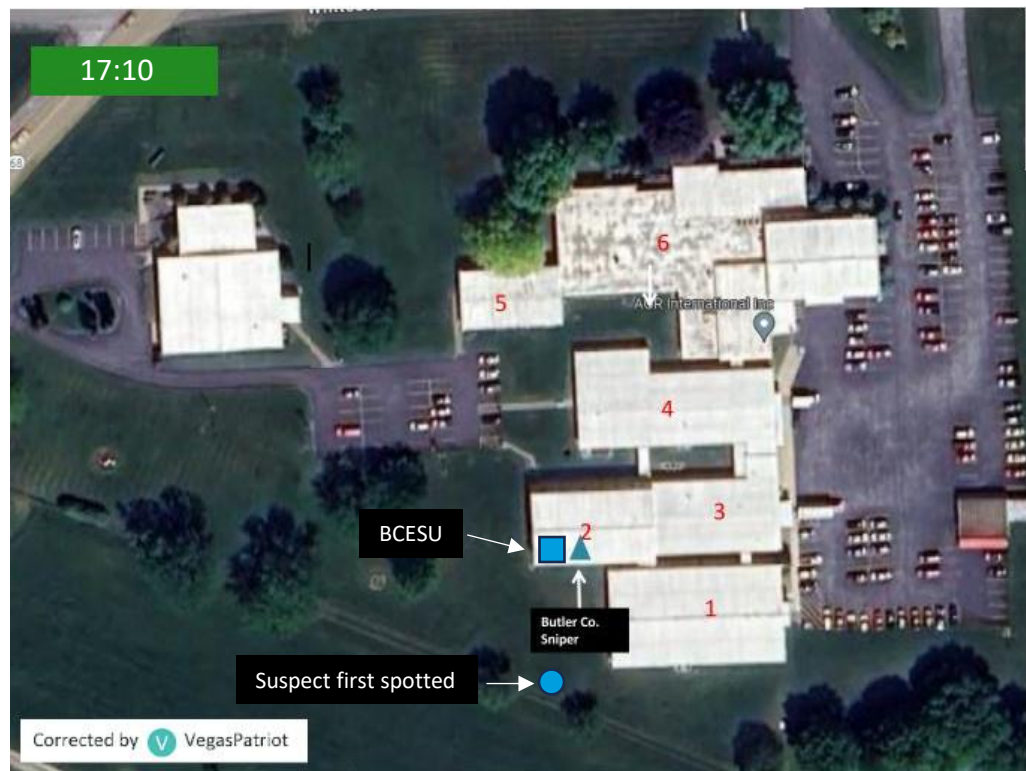 17:10
68
6
5
AGR International Inc
4
3
BCESU
2
Butler Co.
Sniper
1
Suspect first spotted
Corrected by V VegasPatriot